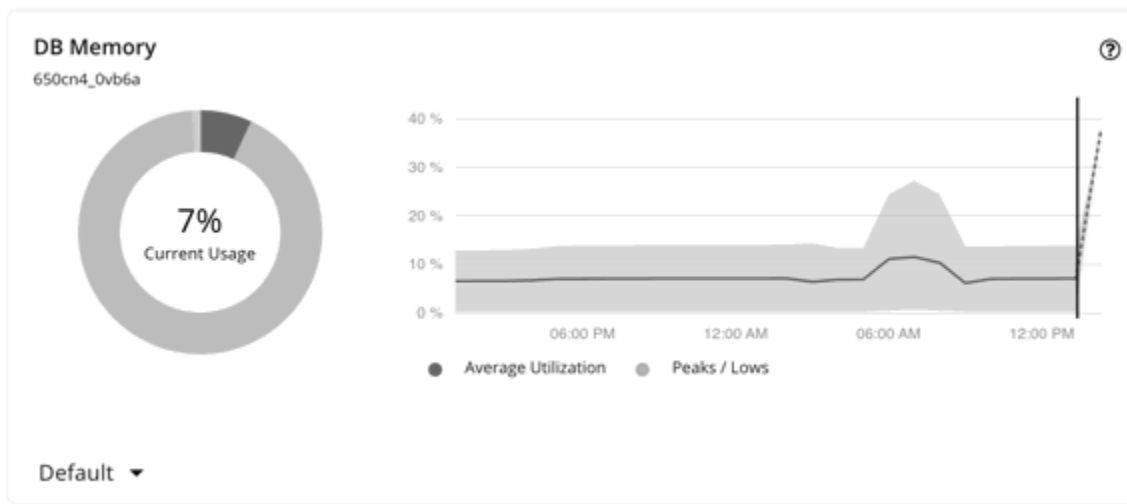 DB Memory
650cn4_0vb6a
7%
Current Usage
40 %
30 %
20 %
10 %
0 %
06:00 PM 12:00 AM 06:00 AM 12:00 PM
Average Utilization Peaks / Lows
Default